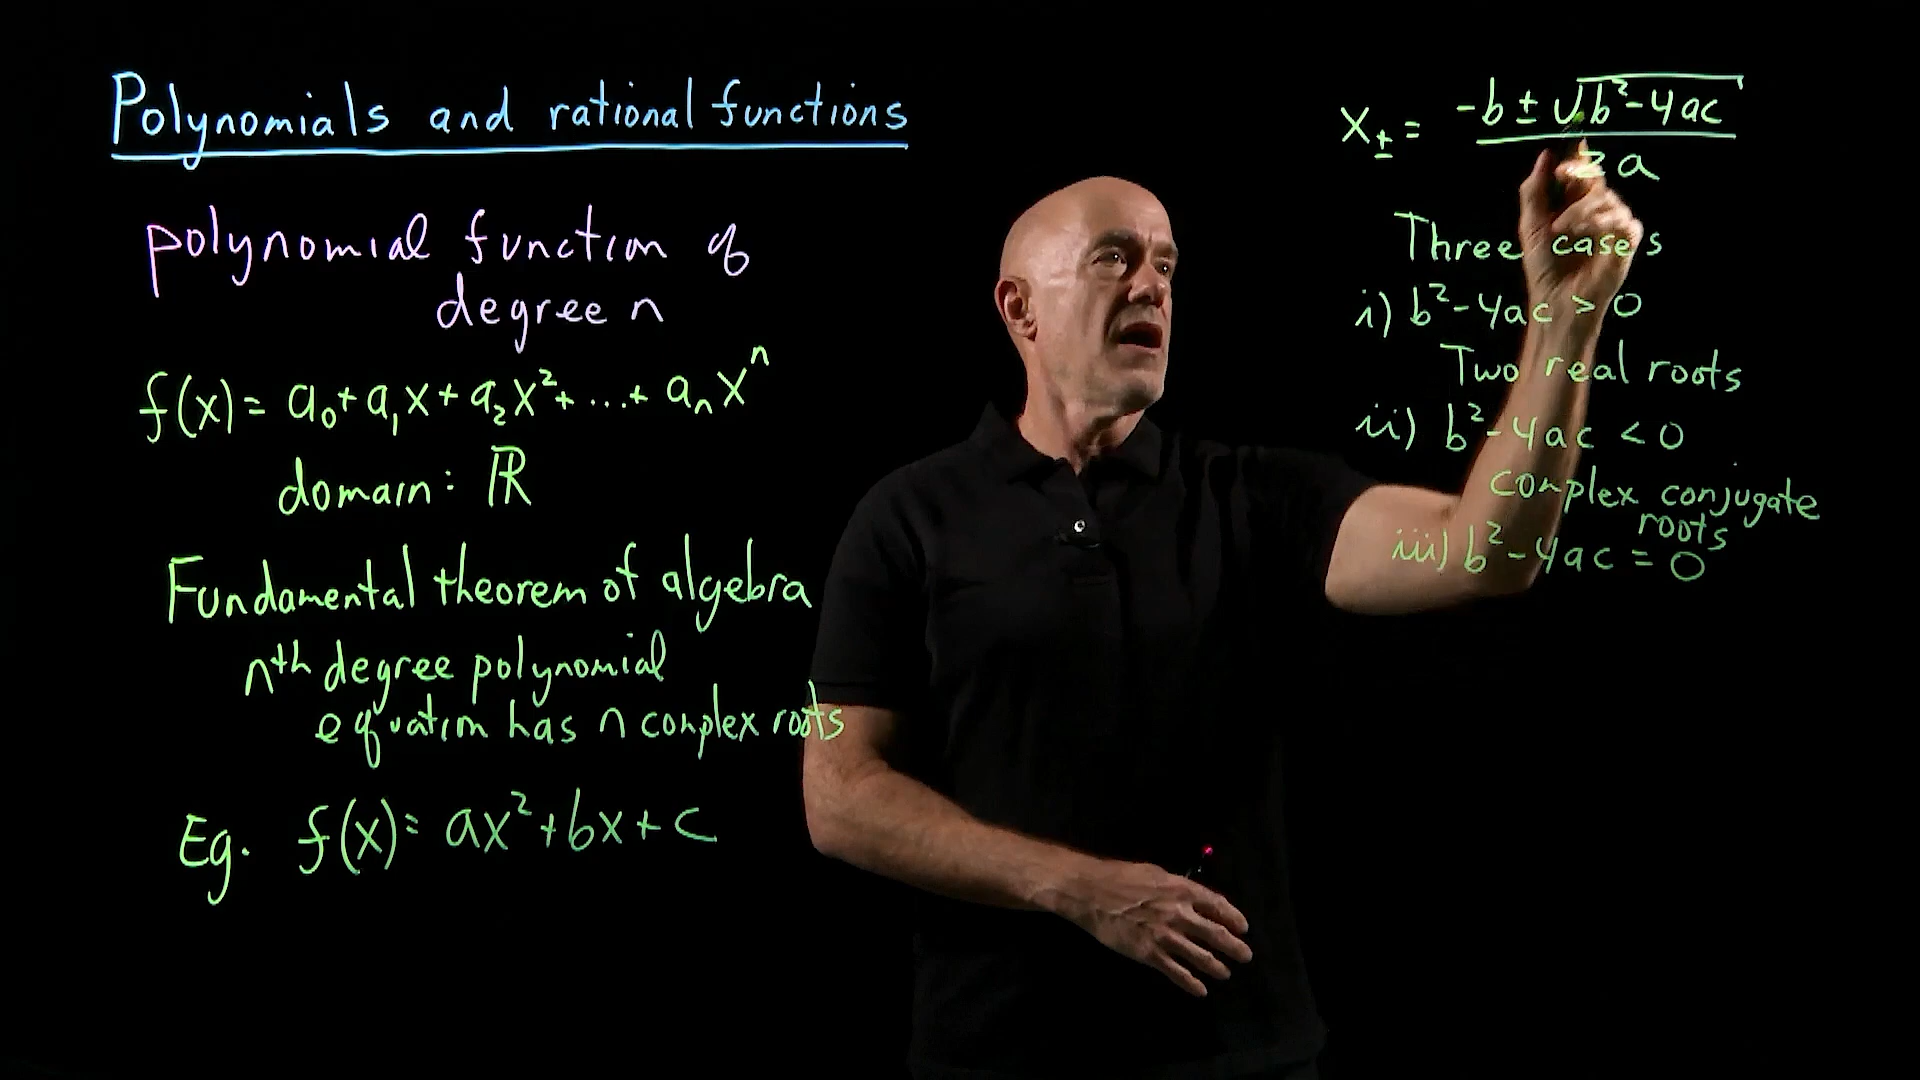 Polynomials and rational functions
polynomial function of
degree n
f(x) = a₀ + a₁x + a₂x² + ... + aₙxⁿ
domain: ℝ
Fundamental theorem of algebra
nth degree polynomial
equation has n complex roots
Eg. f(x) = ax² + bx + c
x± = (-b ± √(b² - 4ac)) / 2a
Three cases
i) b² - 4ac > 0
Two real roots
ii) b² - 4ac < 0
complex conjugate
roots
iii) b² - 4ac = 0